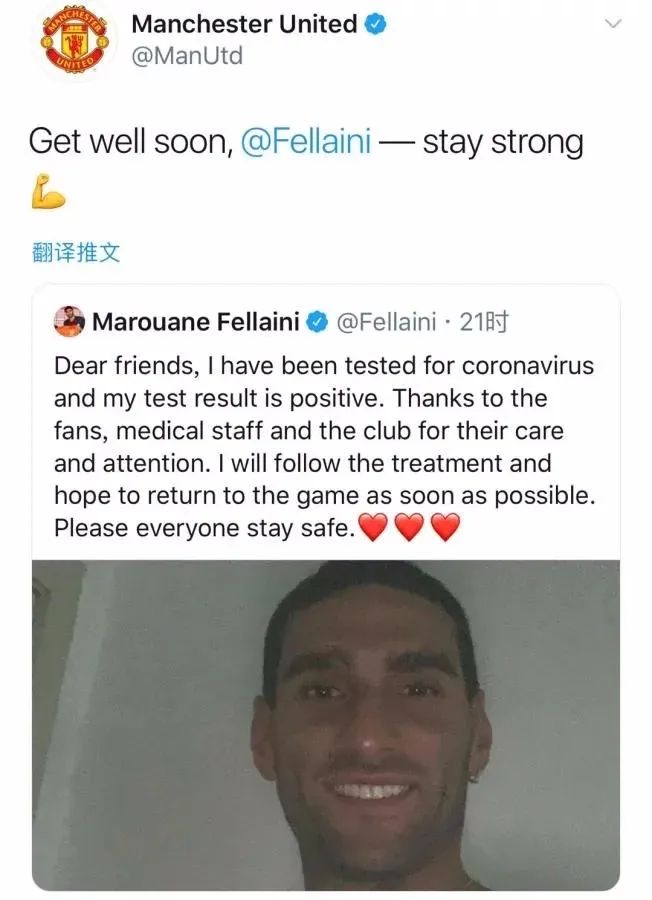 MANCHESTER
UNITED
Manchester United
@ManUtd
Get well soon, @Fellaini — stay strong
💪
翻译推文
Marouane Fellaini @Fellaini · 21时
Dear friends, I have been tested for coronavirus
and my test result is positive. Thanks to the
fans, medical staff and the club for their care
and attention. I will follow the treatment and
hope to return to the game as soon as possible.
Please everyone stay safe.❤️❤️❤️